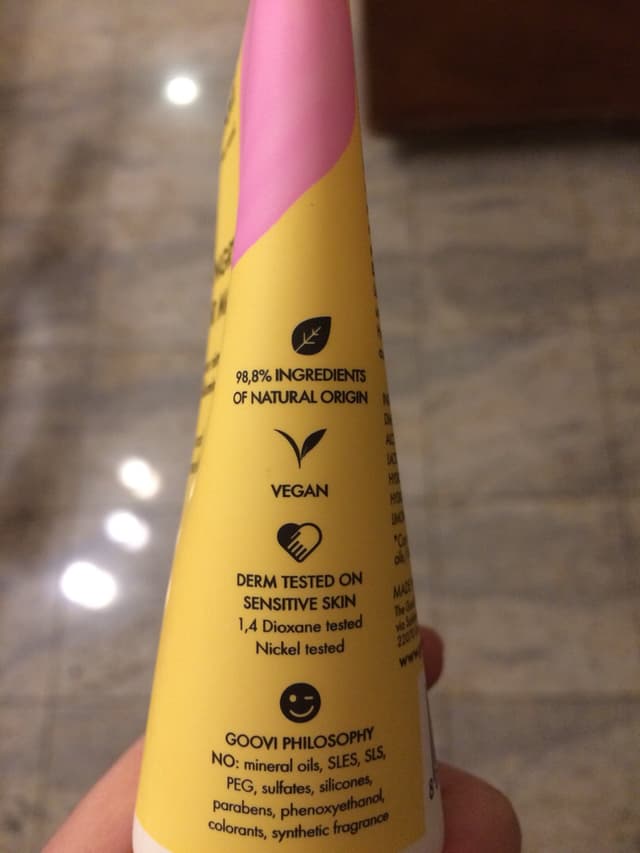 98,8% INGREDIENTS
OF NATURAL ORIGIN
VEGAN
DERM TESTED ON
SENSITIVE SKIN
1,4 Dioxane tested
Nickel tested
GOOVI PHILOSOPHY
NO: mineral oils, SLES, SLS,
PEG, sulfates, silicones,
parabens, phenoxyethanol,
colorants, synthetic fragrance